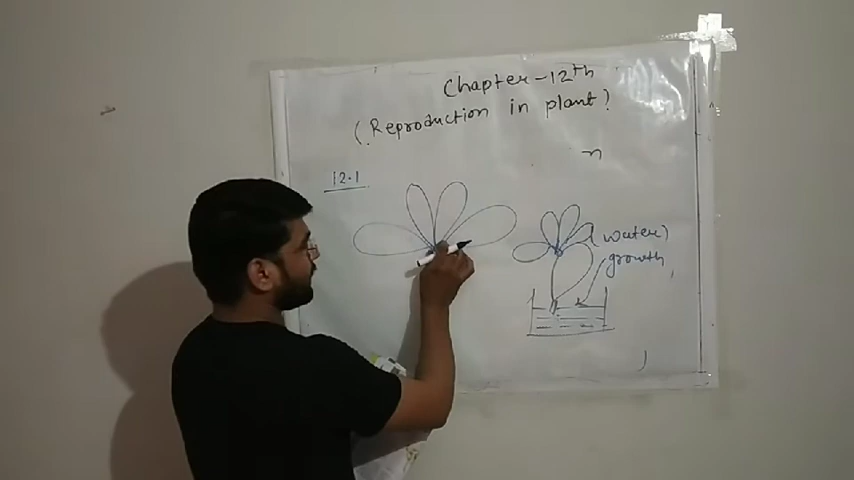 Chapter-12th
(Reproduction in plant)
12.1
n
(water)
growth,